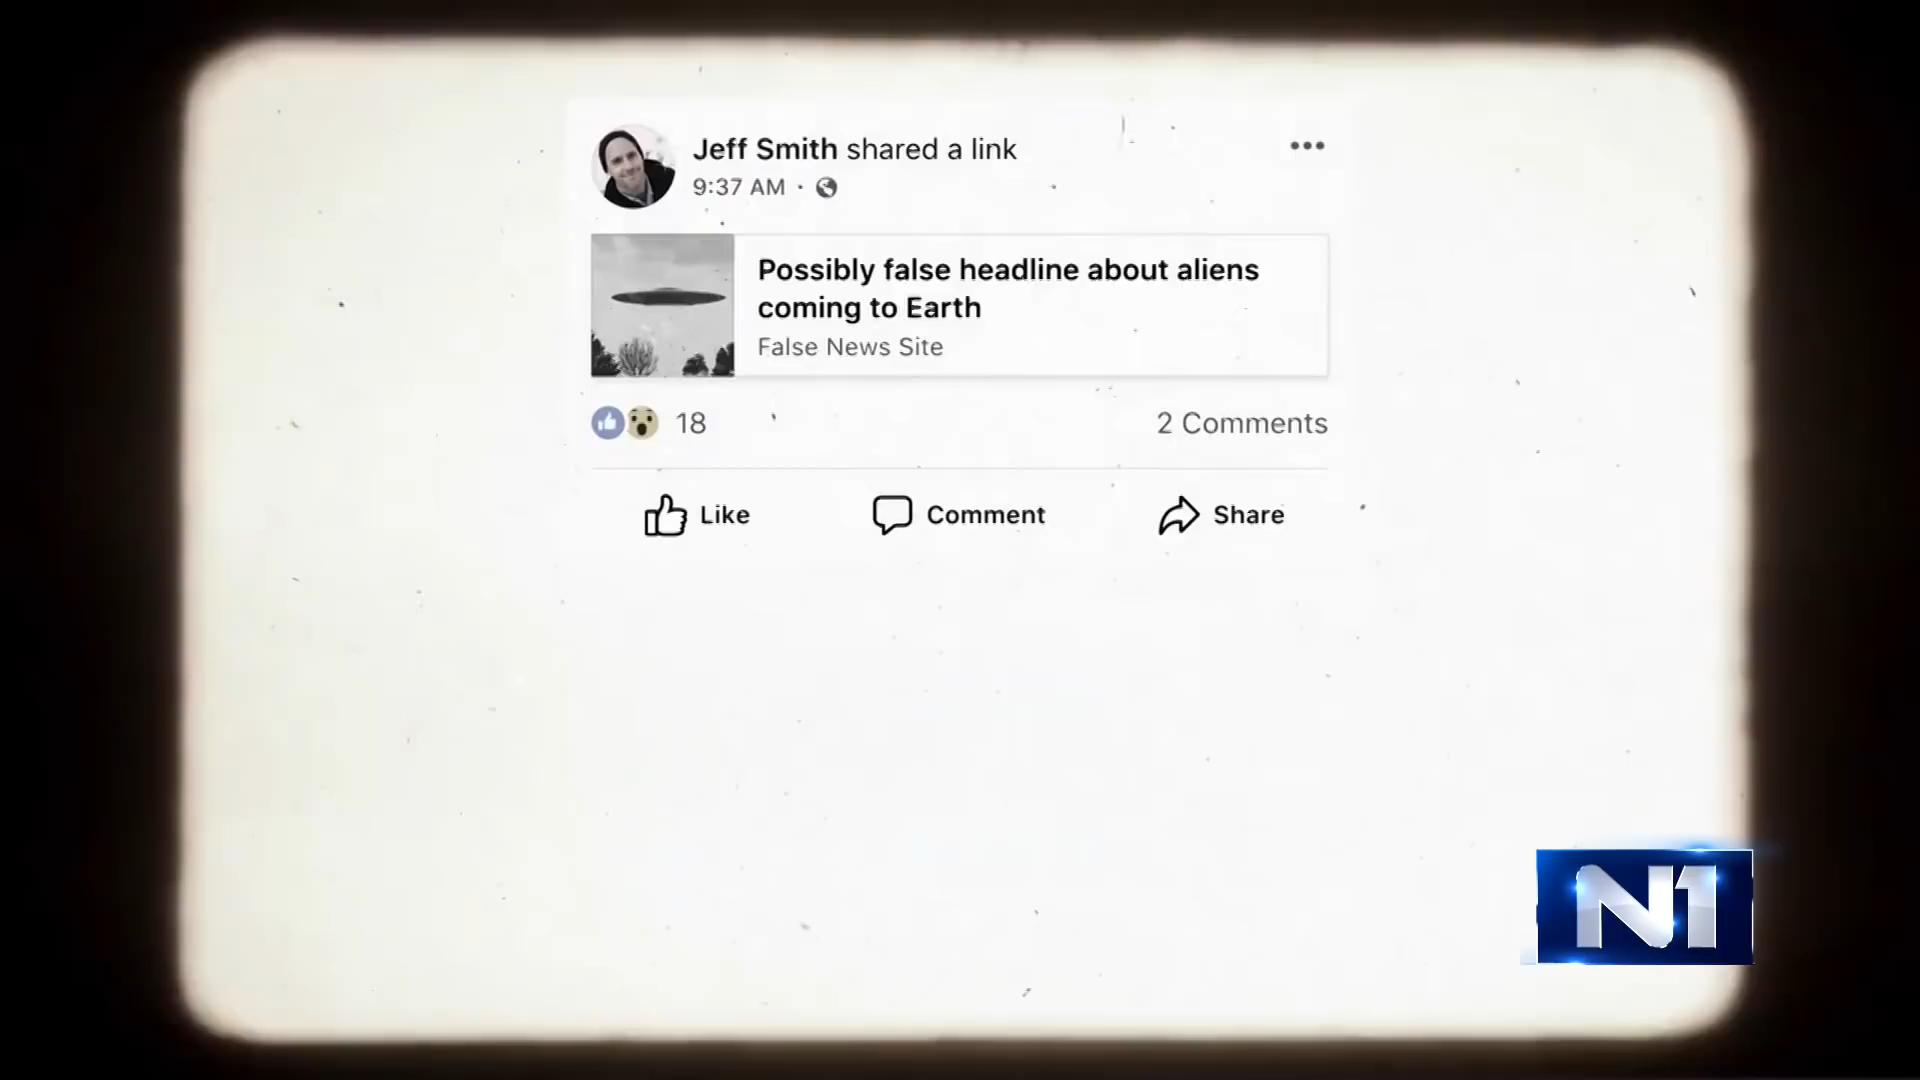 Jeff Smith shared a link
9:37 AM ·
Possibly false headline about aliens
coming to Earth
False News Site
18
2 Comments
Like
Comment
Share
N1